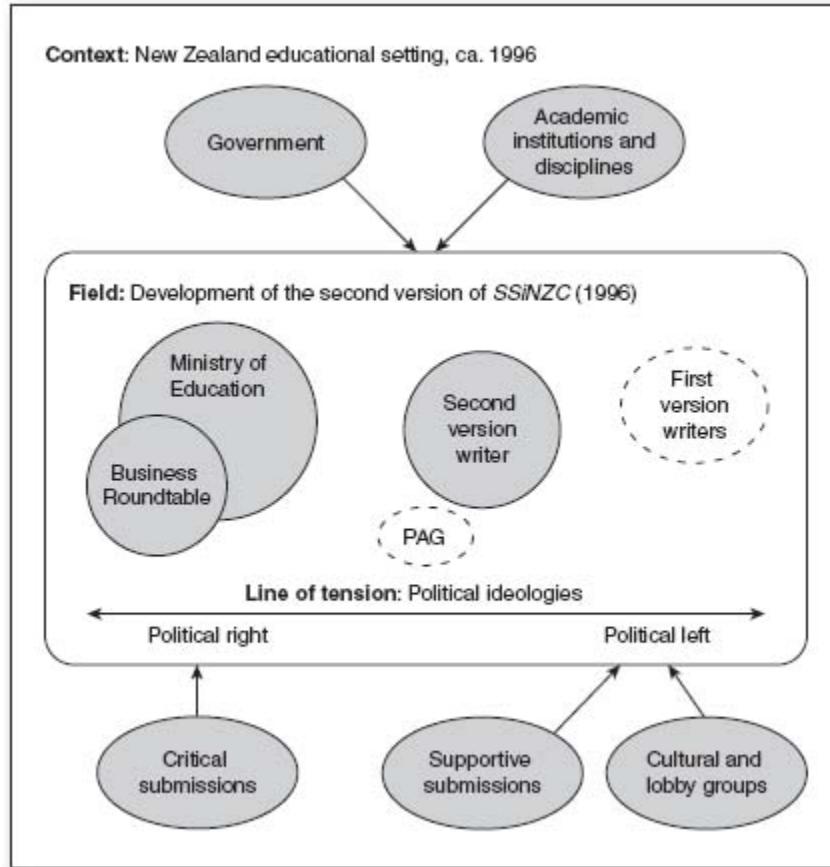 Context: New Zealand educational setting, ca. 1996
Government
Academic
institutions and
disciplines
Field: Development of the second version of SSiNZC (1996)
Ministry of
Education
Business
Roundtable
Second
version
writer
First
version
writers
PAG
Line of tension: Political ideologies
Political right
Political left
Critical
submissions
Supportive
submissions
Cultural and
lobby groups